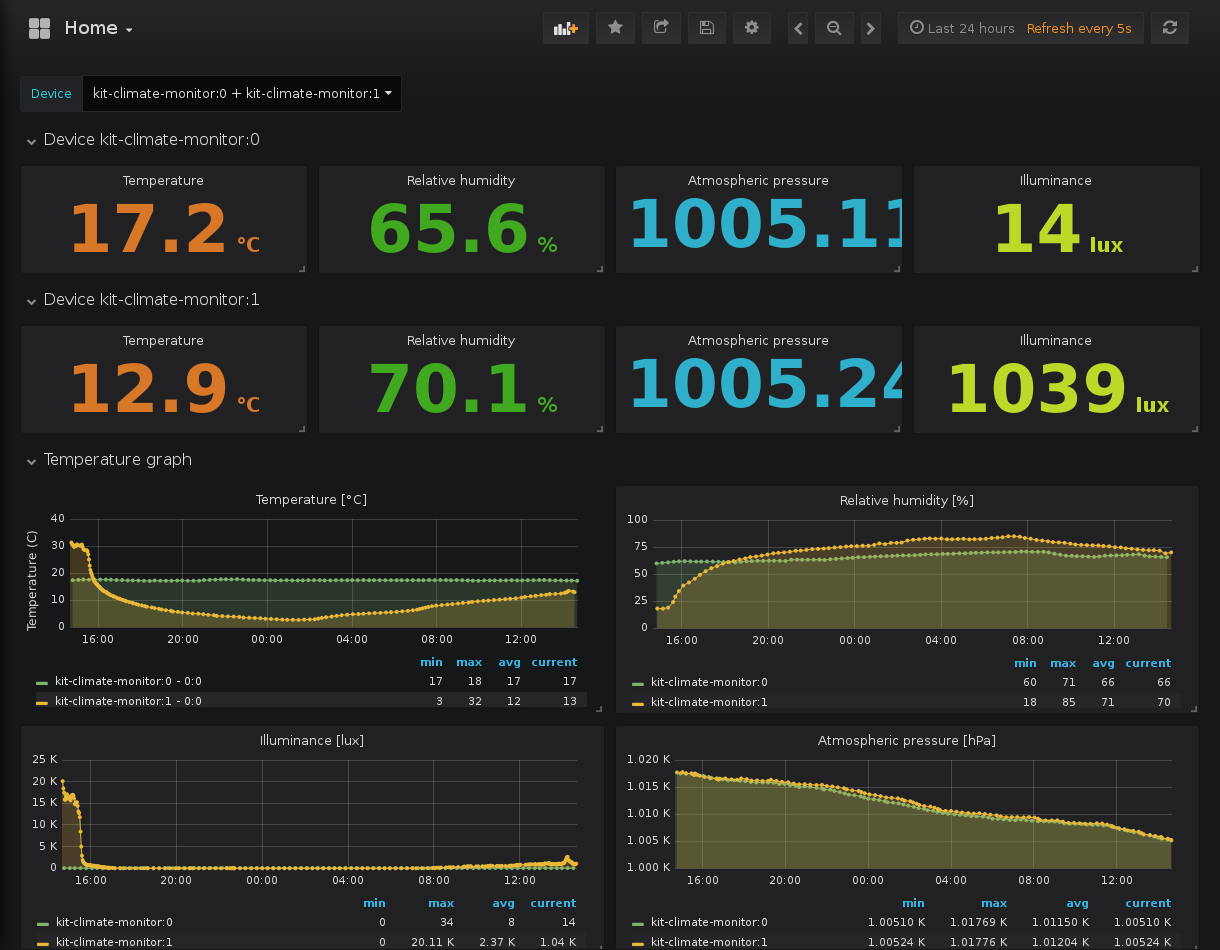 Home
Last 24 hours Refresh every 5s
Device kit-climate-monitor:0 + kit-climate-monitor:1
Device kit-climate-monitor:0
Temperature Relative humidity Atmospheric pressure Illuminance
17.2 °C 65.6 % 1005.11 14 lux
Device kit-climate-monitor:1
Temperature Relative humidity Atmospheric pressure Illuminance
12.9 °C 70.1 % 1005.24 1039 lux
Temperature graph
Temperature [°C]
Temperature (C)
40
30
20
10
0
16:00 20:00 00:00 04:00 08:00 12:00
min max avg current
kit-climate-monitor:0 - 0:0 17 18 17 17
kit-climate-monitor:1 - 0:0 3 32 12 13
Relative humidity [%]
100
75
50
25
0
16:00 20:00 00:00 04:00 08:00 12:00
min max avg current
kit-climate-monitor:0 60 71 66 66
kit-climate-monitor:1 18 85 71 70
Illuminance [lux]
25 K
20 K
15 K
10 K
5 K
0
16:00 20:00 00:00 04:00 08:00 12:00
min max avg current
kit-climate-monitor:0 0 34 8 14
kit-climate-monitor:1 0 20.11 K 2.37 K 1.04 K
Atmospheric pressure [hPa]
1.020 K
1.015 K
1.010 K
1.005 K
1.000 K
16:00 20:00 00:00 04:00 08:00 12:00
min max avg current
kit-climate-monitor:0 1.00510 K 1.01769 K 1.01150 K 1.00510 K
kit-climate-monitor:1 1.00524 K 1.01776 K 1.01204 K 1.00524 K